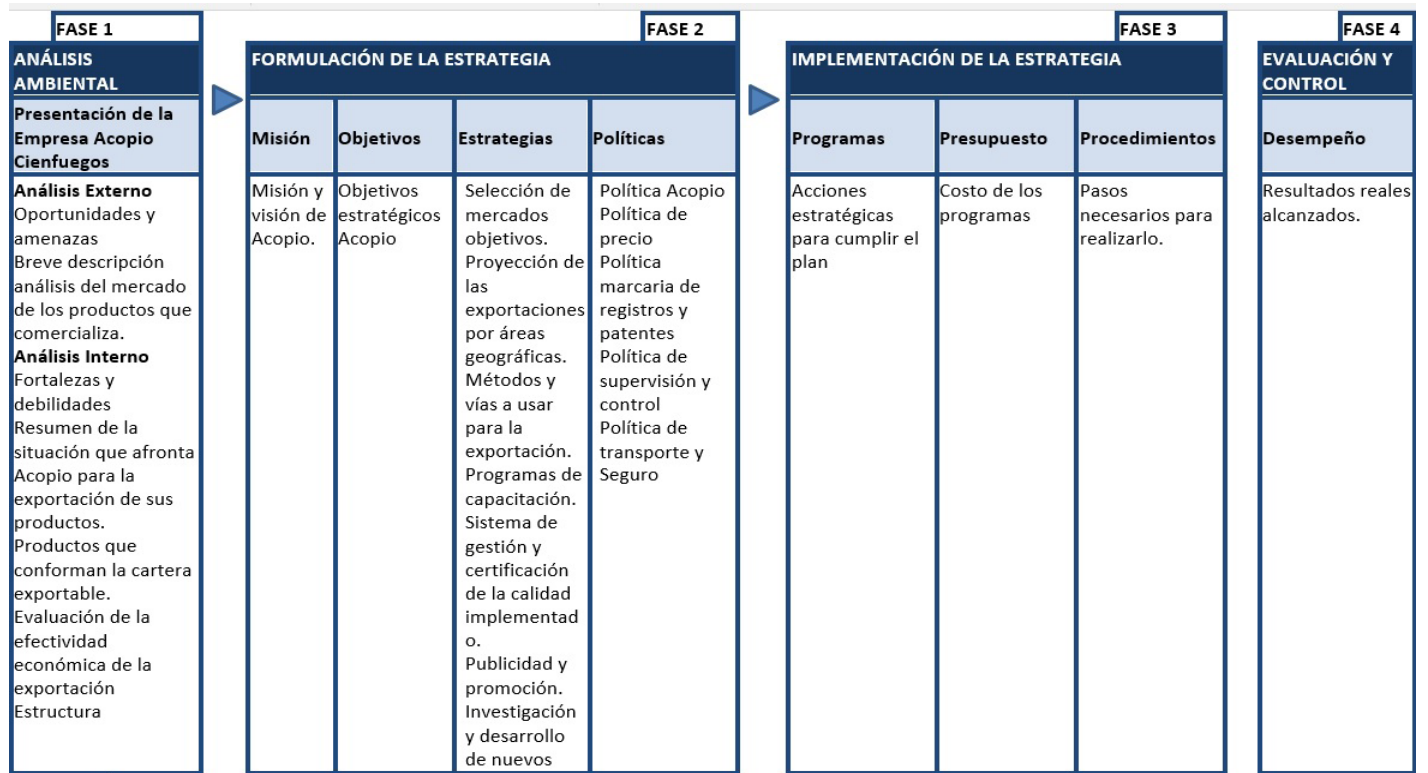 FASE 1
ANÁLISIS
AMBIENTAL
Presentación de la
Empresa Acopio
Cienfuegos
Análisis Externo
Oportunidades y
amenazas
Breve descripción
análisis del mercado
de los productos que
comercializa.
Análisis Interno
Fortalezas y
debilidades
Resumen de la
situación que afronta
Acopio para la
exportación de sus
productos.
Productos que
conforman la cartera
exportable.
Evaluación de la
efectividad
económica de la
exportación
Estructura
FASE 2
FORMULACIÓN DE LA ESTRATEGIA
Misión
Misión y
visión de
Acopio.
Objetivos
Objetivos
estratégicos
Acopio
Estrategias
Selección de
mercados
objetivos.
Proyección de
las
exportaciones
por áreas
geográficas.
Métodos y
vías a usar
para la
exportación.
Programas de
capacitación.
Sistema de
gestión y
certificación
de la calidad
implementad
o.
Publicidad y
promoción.
Investigación
y desarrollo
de nuevos
Políticas
Política Acopio
Política de
precio
Política
marcaria de
registros y
patentes
Política de
supervisión y
control
Política de
transporte y
Seguro
FASE 3
IMPLEMENTACIÓN DE LA ESTRATEGIA
Programas
Acciones
estratégicas
para cumplir el
plan
Presupuesto
Costo de los
programas
Procedimientos
Pasos
necesarios para
realizarlo.
FASE 4
EVALUACIÓN Y
CONTROL
Desempeño
Resultados reales
alcanzados.